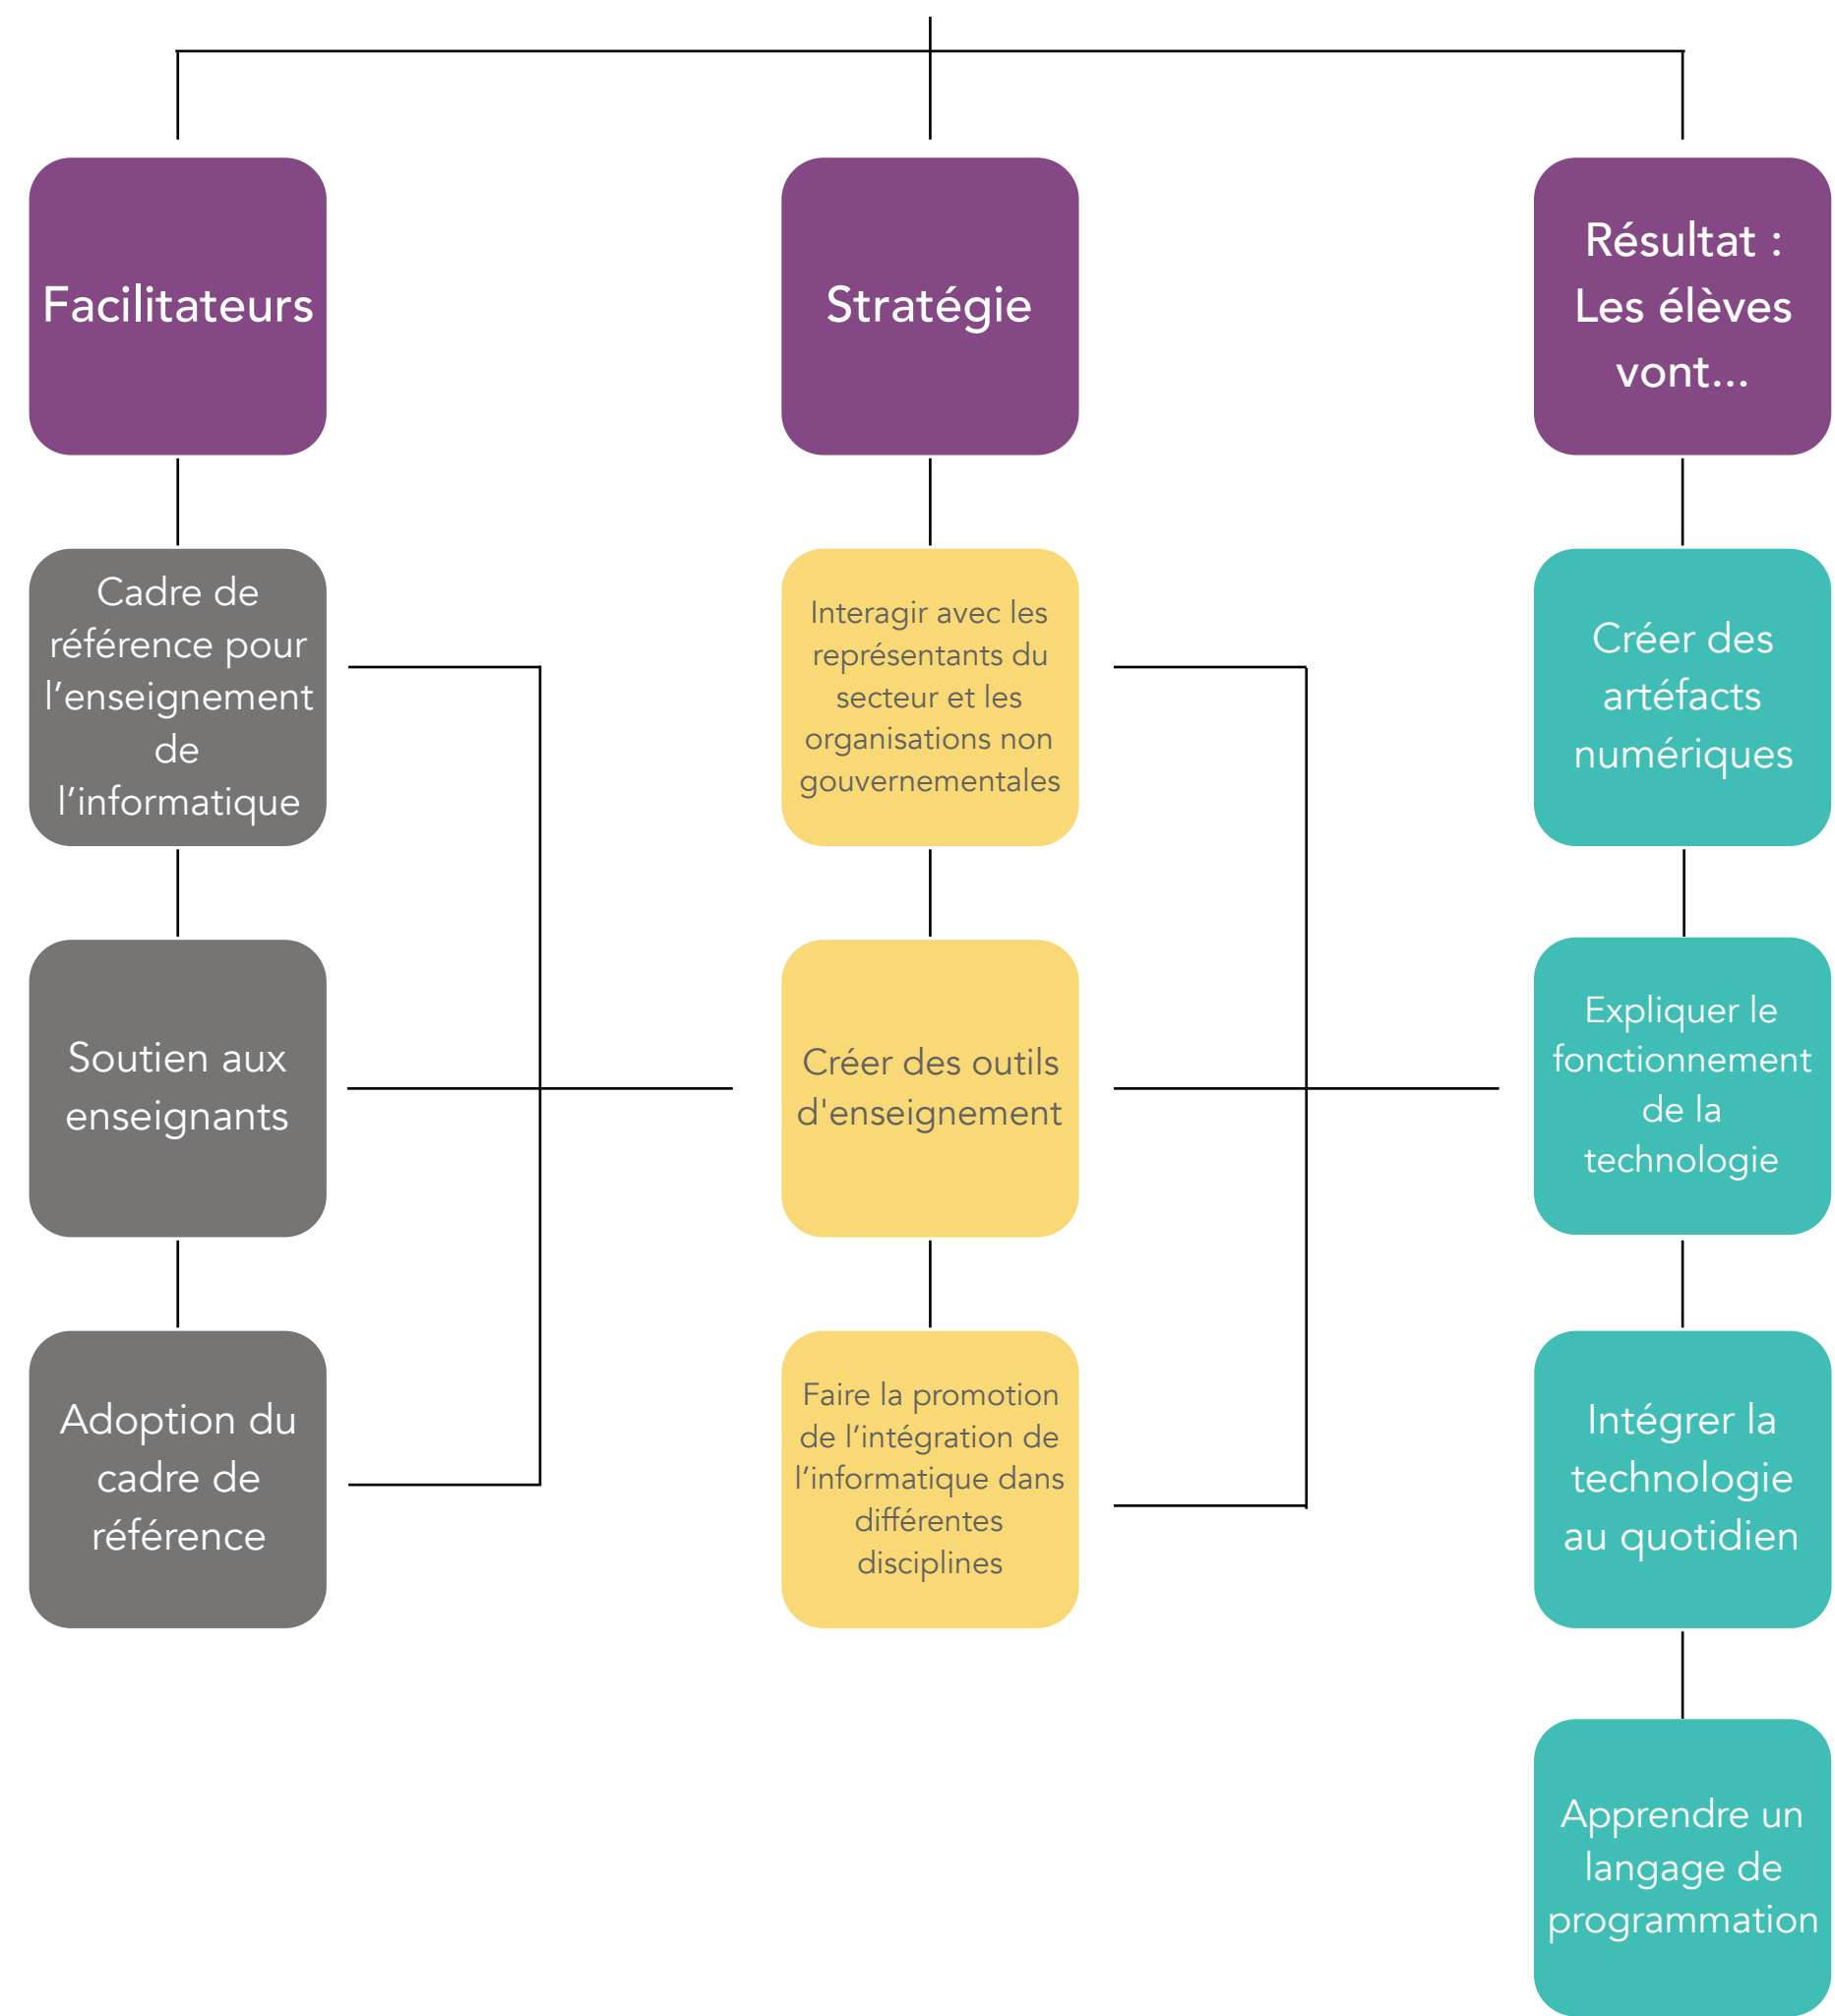 Facilitateurs
Cadre de
référence pour
l’enseignement
de
l’informatique
Soutien aux
enseignants
Adoption du
cadre de
référence
Stratégie
Interagir avec les
représentants du
secteur et les
organisations non
gouvernementales
Créer des outils
d'enseignement
Faire la promotion
de l’intégration de
l’informatique dans
différentes
disciplines
Résultat :
Les élèves
vont...
Créer des
artéfacts
numériques
Expliquer le
fonctionnement
de la
technologie
Intégrer la
technologie
au quotidien
Apprendre un
langage de
programmation